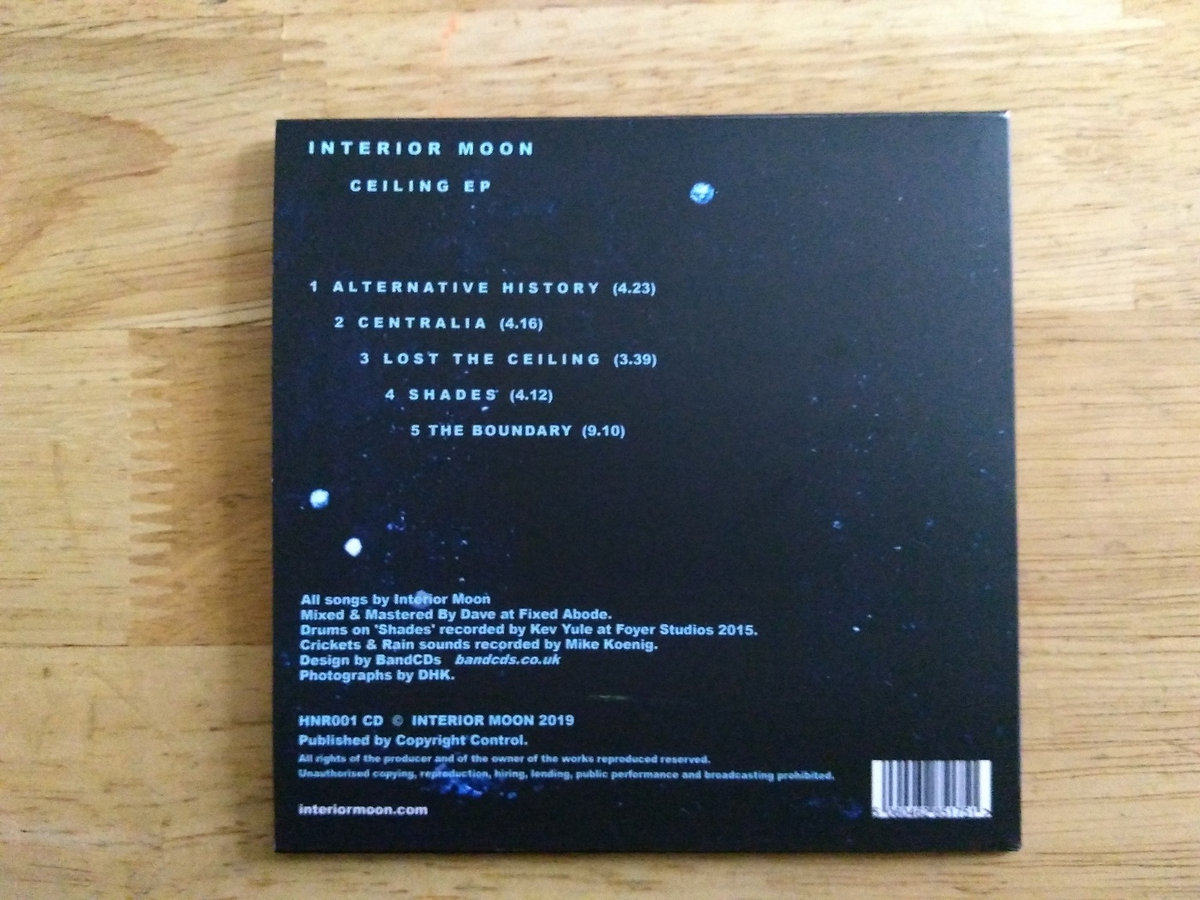 INTERIOR MOON
CEILING EP
1 ALTERNATIVE HISTORY (4.23)
2 CENTRALIA (4.16)
3 LOST THE CEILING (3.39)
4 SHADES (4.12)
5 THE BOUNDARY (9.10)
All songs by Interior Moon
Mixed & Mastered By Dave at Fixed Abode.
Drums on 'Shades' recorded by Kev Yule at Foyer Studios 2015.
Crickets & Rain sounds recorded by Mike Koenig.
Design by BandCDs bandcds.co.uk
Photographs by DHK.
HNR001 CD © INTERIOR MOON 2019
Published by Copyright Control.
All rights of the producer and of the owner of the works reproduced reserved.
Unauthorised copying, reproduction, hiring, lending, public performance and broadcasting prohibited.
interiormoon.com